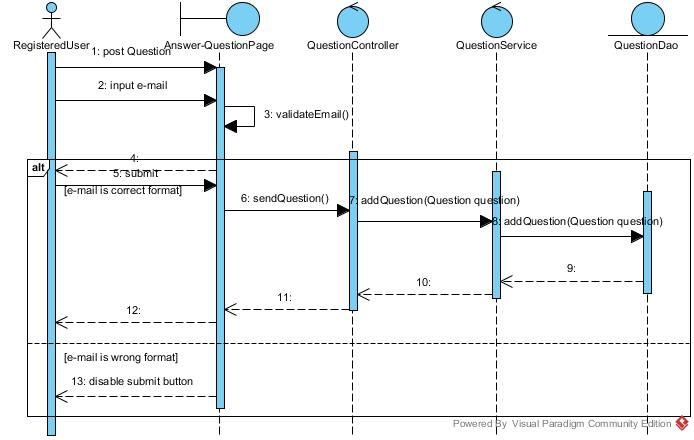 RegisteredUser
Answer-QuestionPage
QuestionController
QuestionService
QuestionDao
1: post Question
2: input e-mail
3: validateEmail()
alt
4:
5: submit
[e-mail is correct format]
6: sendQuestion()
7: addQuestion(Question question)
8: addQuestion(Question question)
9:
10:
11:
12:
[e-mail is wrong format]
13: disable submit button
Powered By Visual Paradigm Community Edition